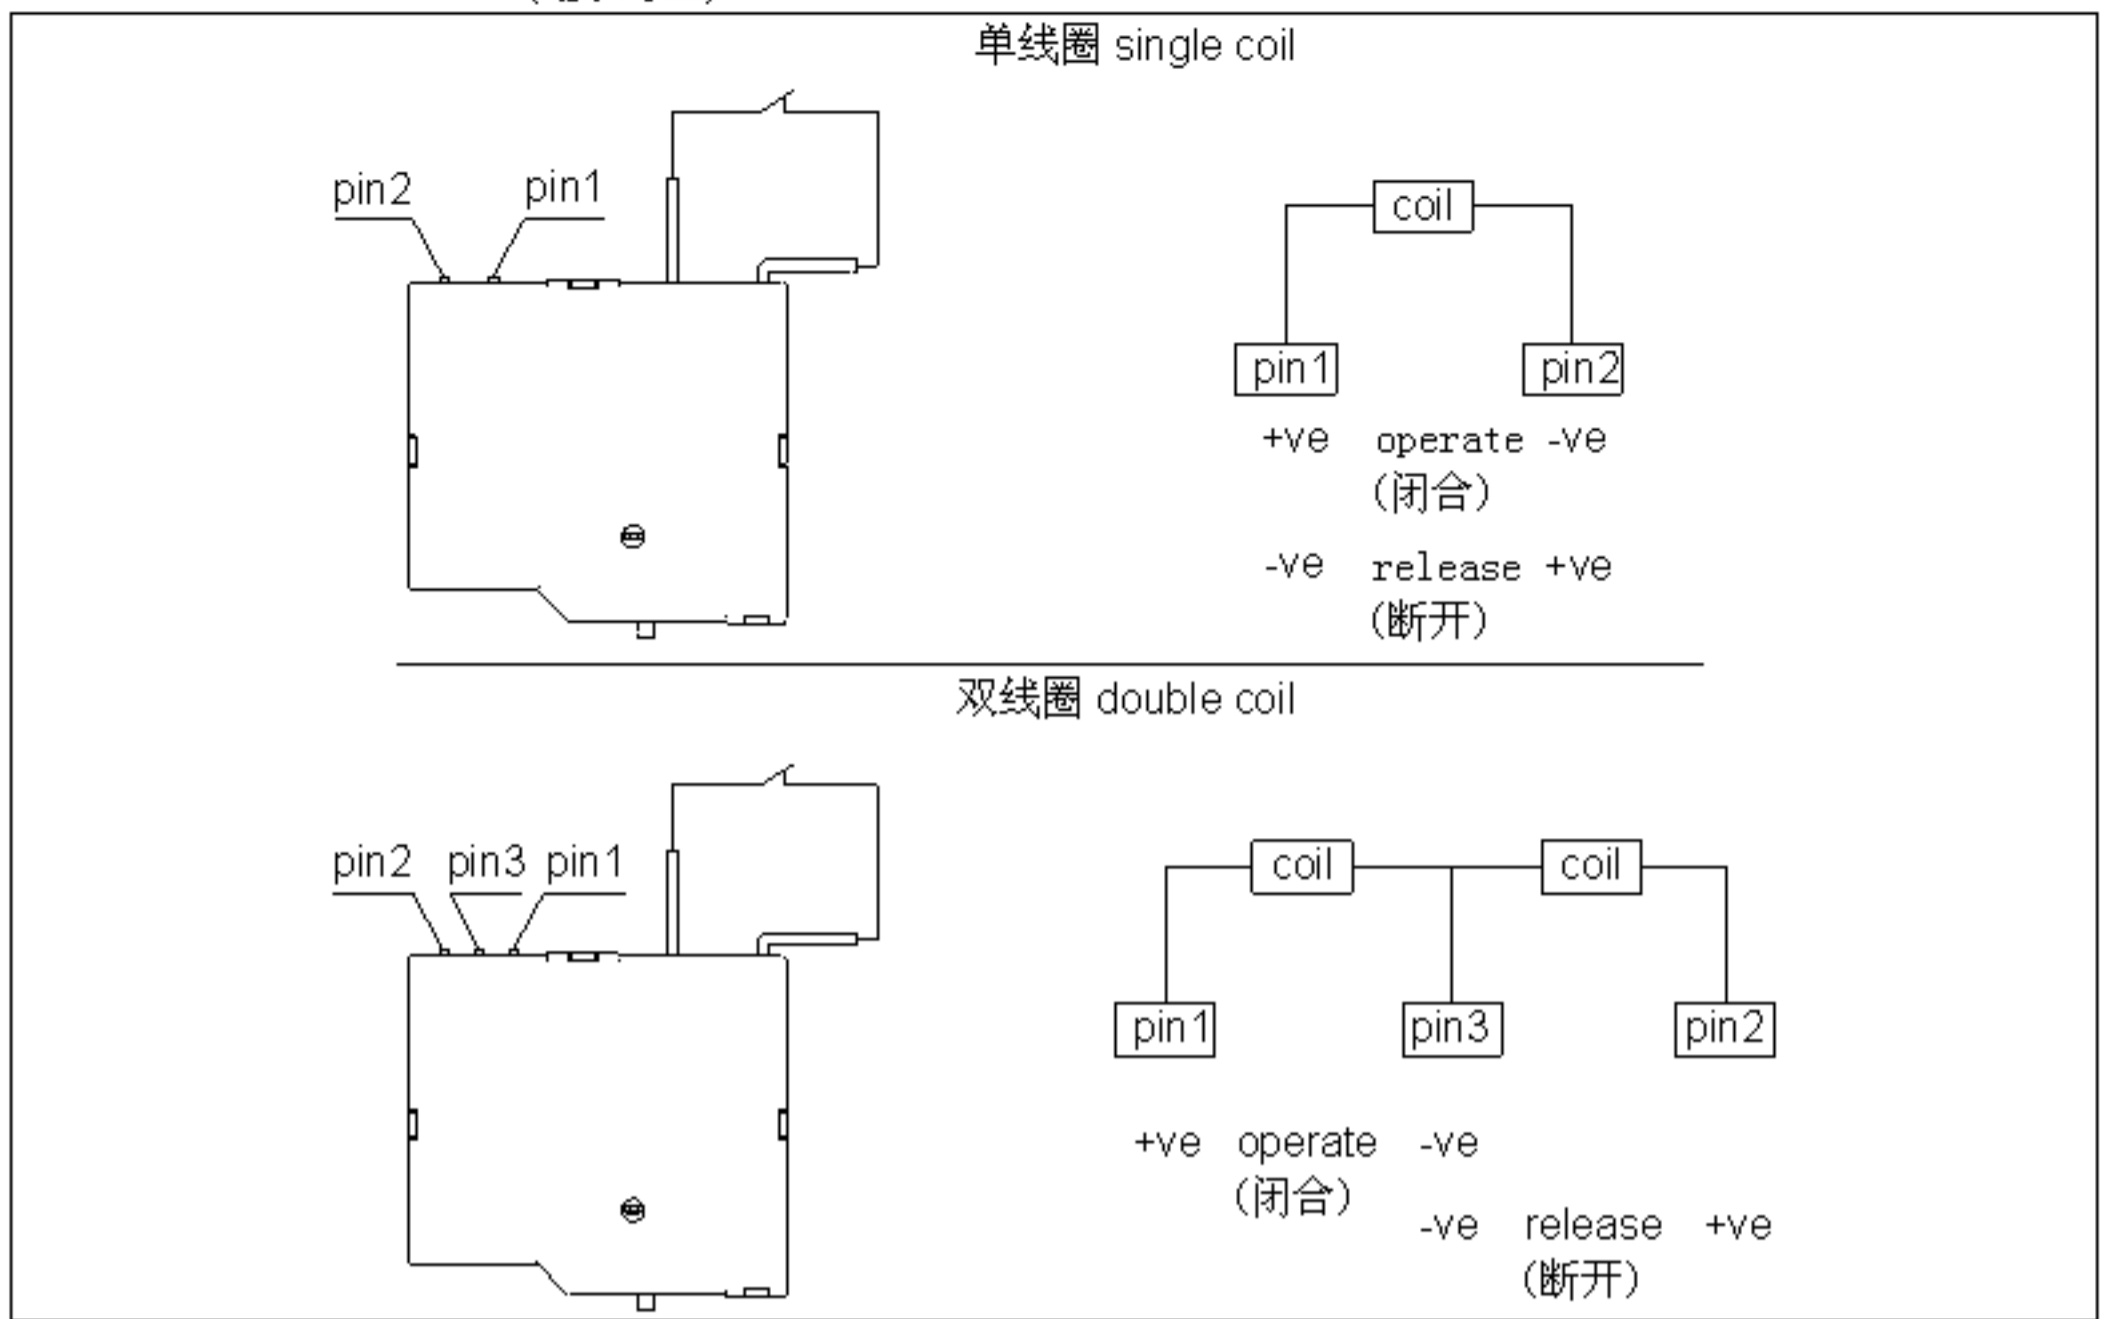 单线圈 single coil
pin2 pin1
coil
pin1 pin2
+ve operate -ve
(闭合)
-ve release +ve
(断开)
双线圈 double coil
pin2 pin3 pin1
coil coil
pin1 pin3 pin2
+ve operate -ve
(闭合)
-ve release +ve
(断开)